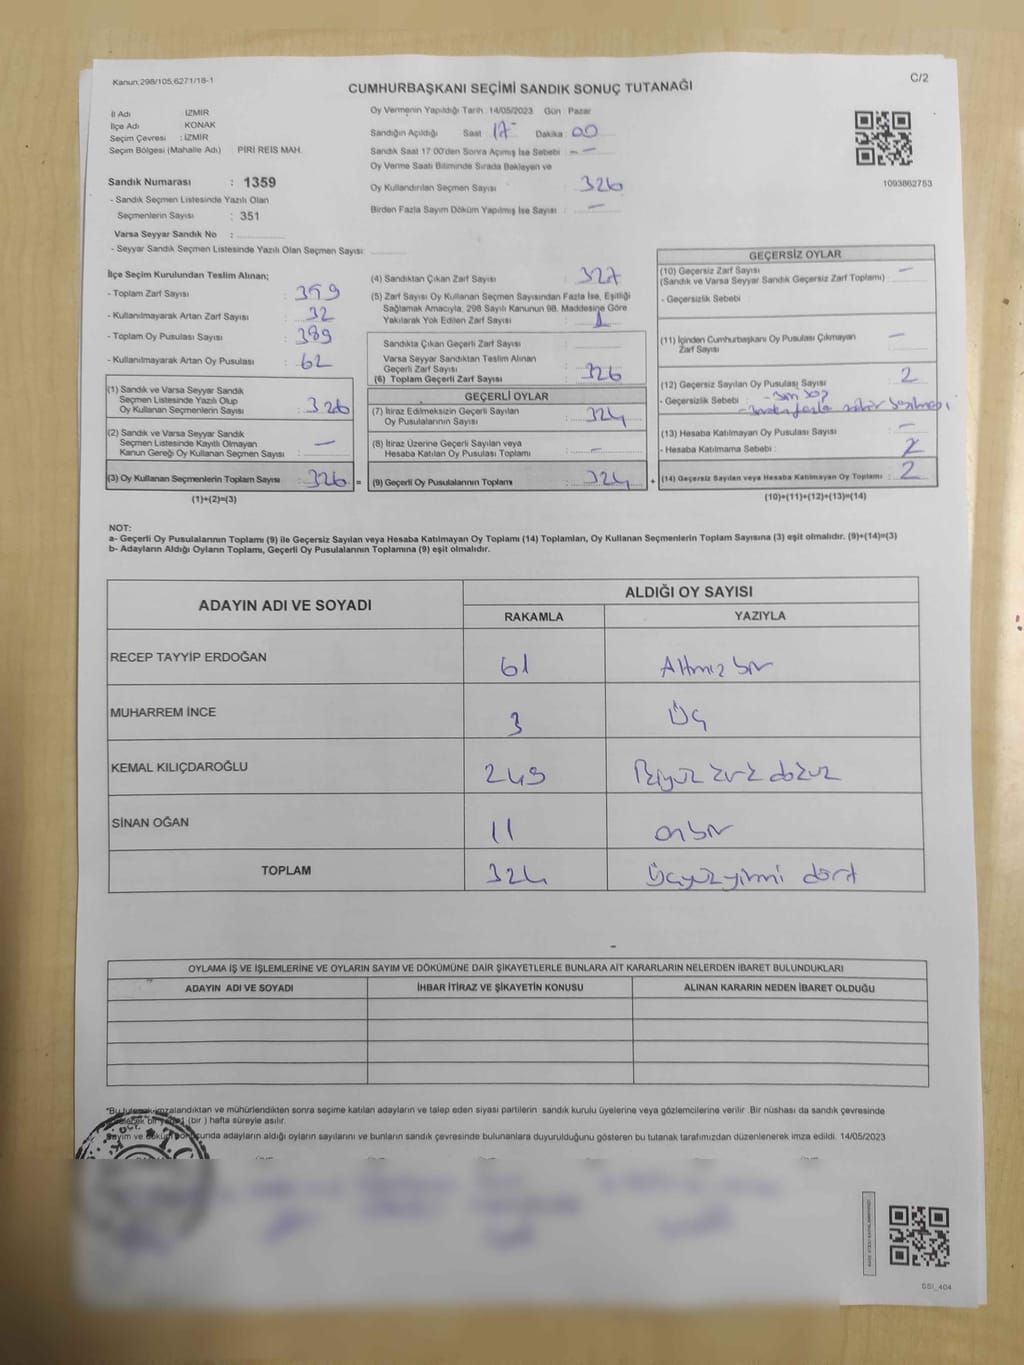 Kanun:298/105,6271/18-1
C/2
CUMHURBAŞKANI SEÇİMİ SANDIK SONUÇ TUTANAĞI
İl Adı İZMİR
İlçe Adı KONAK
Seçim Çevresi : İZMİR
Seçim Bölgesi (Mahalle Adı) : PİRİ REİS MAH.
Sandık Numarası : 1359
- Sandık Seçmen Listesinde Yazılı Olan
Seçmenlerin Sayısı : 351
Varsa Seyyar Sandık No :
- Seyyar Sandık Seçmen Listesinde Yazılı Olan Seçmen Sayısı:
Oy Vermenin Yapıldığı Tarih :14/05/2023 Gün : Pazar
Sandığın Açıldığı Saat : 17 Dakika : 00
Sandık Saat 17:00'den Sonra Açımış İse Sebebi : -
Oy Verme Saati Bitiminde Sırada Bekleyen ve
Oy Kullandırılan Seçmen Sayısı : 326
Birden Fazla Sayım Döküm Yapılmış İse Sayısı : -
1093862753
İlçe Seçim Kurulundan Teslim Alınan;
- Toplam Zarf Sayısı : 399
- Kullanılmayarak Artan Zarf Sayısı : 32
- Toplam Oy Pusulası Sayısı : 389
- Kullanılmayarak Artan Oy Pusulası : 62
(1) Sandık ve Varsa Seyyar Sandık
Seçmen Listesinde Yazılı Olup
Oy Kullanan Seçmenlerin Sayısı : 326
(2) Sandık ve Varsa Seyyar Sandık
Seçmen Listesinde Kayıtlı Olmayan
Kanun Gereği Oy Kullanan Seçmen Sayısı : -
(3) Oy Kullanan Seçmenlerin Toplam Sayısı : 326
(1)+(2)=(3)
(4) Sandıktan Çıkan Zarf Sayısı : 327
(5) Zarf Sayısı Oy Kullanan Seçmen Sayısından Fazla İse, Eşitliği
Sağlamak Amacıyla, 298 Sayılı Kanunun 98. Maddesine Göre
Yakılarak Yok Edilen Zarf Sayısı : 1
Sandıkta Çıkan Geçerli Zarf Sayısı :
Varsa Seyyar Sandıktan Teslim Alınan
Geçerli Zarf Sayısı :
(6) Toplam Geçerli Zarf Sayısı : 326
GEÇERLİ OYLAR
(7) İtiraz Edilmeksizin Geçerli Sayılan
Oy Pusulasının Sayısı : 324
(8) İtiraz Üzerine Geçerli Sayılan veya
Hesaba Katılan Oy Pusulası Toplamı : -
= (9) Geçerli Oy Pusulalarının Toplamı : 324 +
GEÇERSİZ OYLAR
(10) Geçersiz Zarf Sayısı
(Sandık ve Varsa Seyyar Sandık Geçersiz Zarf Toplamı) : -
- Geçersizlik Sebebi :
(11) İçinden Cumhurbaşkanı Oy Pusulası Çıkmayan
Zarf Sayısı : -
(12) Geçersiz Sayılan Oy Pusulası Sayısı : 2
- Geçersizlik Sebebi :
(13) Hesaba Katılmayan Oy Pusulası Sayısı : -
- Hesaba Katılmama Sebebi : 2
(14) Geçersiz Sayılan veya Hesaba Katılmayan Oy Toplamı : 2
(10)+(11)+(12)+(13)=(14)
NOT:
a- Geçerli Oy Pusulalarının Toplamı (9) ile Geçersiz Sayılan veya Hesaba Katılmayan Oy Toplamı (14) Toplamları, Oy Kullanan Seçmenlerin Toplam Sayısına (3) eşit olmalıdır. (9)+(14)=(3)
b- Adayların Aldığı Oyların Toplamı, Geçerli Oy Pusulalarının Toplamına (9) eşit olmalıdır.
ADAYIN ADI VE SOYADI ALDIĞI OY SAYISI
RAKAMLA YAZIYLA
RECEP TAYYİP ERDOĞAN 61 Altmış bir
MUHARREM İNCE 3 Üç
KEMAL KILIÇDAROĞLU 249 İkiyüz kırk dokuz
SİNAN OĞAN 11 onbir
TOPLAM 324 Üçyüzyirmi dört
OYLAMA İŞ VE İŞLEMLERİNE VE OYLARIN SAYIM VE DÖKÜMÜNE DAİR ŞİKAYETLERLE BUNLARA AİT KARARLARIN NELERDEN İBARET BULUNDUKLARI
ADAYIN ADI VE SOYADI İHBAR İTİRAZ VE ŞİKAYETİN KONUSU ALINAN KARARIN NEDEN İBARET OLDUĞU
"Bu tutanak imzalandıktan ve mühürlendikten sonra seçime katılan adayların ve talep eden siyasi partilerin sandık kurulu üyelerine veya gözlemcilerine verilir .Bir nüshası da sandık çevresinde
(bir ) hafta süreyle asılır.
Sayım ve döküm sonucunda adayların aldığı oyların sayılarını ve bunların sandık çevresinde bulunanlara duyurulduğunu gösteren bu tutanak tarafımızdan düzenlenerek imza edildi. 14/05/2023
SSI_404